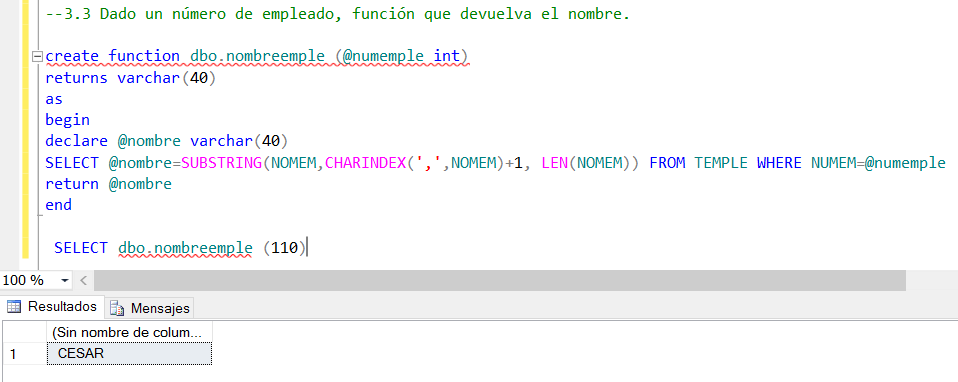 --3.3 Dado un número de empleado, función que devuelva el nombre.
create function dbo.nombreemple (@numemple int)
returns varchar(40)
as
begin
declare @nombre varchar(40)
SELECT @nombre=SUBSTRING(NOMEM,CHARINDEX(',',NOMEM)+1, LEN(NOMEM)) FROM TEMPLE WHERE NUMEM=@numemple
return @nombre
end
SELECT dbo.nombreemple (110)
100 %
Resultados Mensajes
(Sin nombre de colum...
1 CESAR